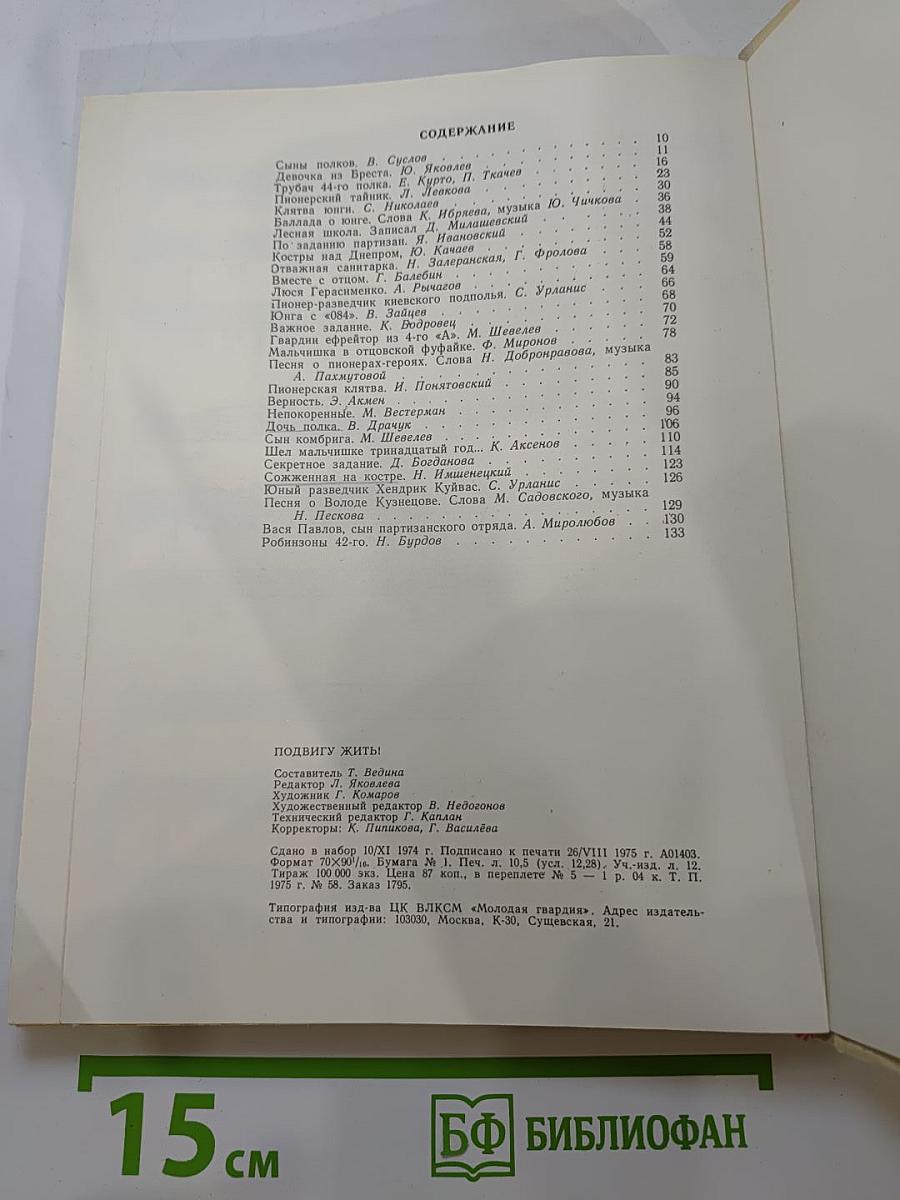 СОДЕРЖАНИЕ
Сыны полков. В. Суслов . . . . . . . . . . 10
Девочка из Бреста. Ю. Яковлев . . . . . . . . 11
Трубач 44-го полка. Е. Курто, П. Ткачев . . . . . . 16
Пионерский тайник. Л. Левкова . . . . . . . . 23
Клятва юнги. С. Николаев . . . . . . . . . 30
Баллада о юнге. Слова К. Ибряева, музыка Ю. Чичкова . 36
Лесная школа. Записал Д. Милашевский . . . . . . 38
По заданию партизан. Я. Ивановский . . . . . . . 44
Костры над Днепром, Ю. Качаев . . . . . . . . 52
Отважная санитарка. Н. Залеранская, Г. Фролова . . . 58
Вместе с отцом. Г. Балебин . . . . . . . . . 59
Люся Герасименко. А. Рычагов . . . . . . . . 64
Пионер-разведчик киевского подполья. С. Урланис . . . 66
Юнга с «084». В. Зайцев . . . . . . . . . . 68
Важное задание. К. Бодровец . . . . . . . . . 70
Гвардии ефрейтор из 4-го «А». М. Шевелев . . . . . 72
Мальчишка в отцовской фуфайке. Ф. Миронов . . . . 78
Песня о пионерах-героях. Слова Н. Добронравова, музыка
А. Пахмутовой . . . . . . . . . . . . 83
Пионерская клятва. И. Понятовский . . . . . . . 85
Верность. Э. Акмен . . . . . . . . . . . 90
Непокоренные. М. Вестерман . . . . . . . . . 94
Дочь полка. В. Драчук . . . . . . . . . . 96
Сын комбрига. М. Шевелев . . . . . . . . . 106
Шел мальчишке тринадцатый год... К. Аксенов . . . . 110
Секретное задание. Д. Богданова . . . . . . . . 114
Сожженная на костре. Н. Имшенецкий . . . . . . . 123
Юный разведчик Хендрик Куйвас. С. Урланис . . . . . 126
Песня о Володе Кузнецове. Слова М. Садовского, музыка
Н. Пескова . . . . . . . . . . . . . 129
Вася Павлов, сын партизанского отряда. А. Миролюбов . . 130
Робинзоны 42-го. Н. Бурдов . . . . . . . . . 133
ПОДВИГУ ЖИТЬ!
Составитель Т. Ведина
Редактор Л. Яковлева
Художник Г. Комаров
Художественный редактор В. Недогонов
Технический редактор Г. Каплан
Корректоры: К. Пипикова, Г. Василёва
Сдано в набор 10/XI 1974 г. Подписано к печати 26/VIII 1975 г. А01403.
Формат 70×90¹/₁₆. Бумага № 1. Печ. л. 10,5 (усл. 12,28). Уч.-изд. л. 12.
Тираж 100 000 экз. Цена 87 коп., в переплете № 5 — 1 р. 04 к. Т. П.
1975 г. № 58. Заказ 1795.
Типография изд-ва ЦК ВЛКСМ «Молодая гвардия». Адрес издатель-
ства и типографии: 103030, Москва, К-30, Сущевская, 21.
15 см
БФ БИБЛИОФАН